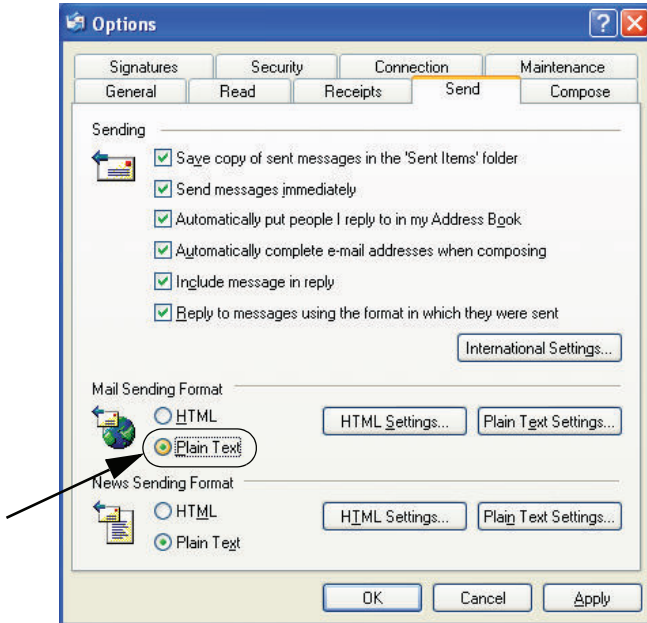 Options
Signatures Security Connection Maintenance
General Read Receipts Send Compose
Sending
Save copy of sent messages in the 'Sent Items' folder
Send messages immediately
Automatically put people I reply to in my Address Book
Automatically complete e-mail addresses when composing
Include message in reply
Reply to messages using the format in which they were sent
International Settings...
Mail Sending Format
HTML HTML Settings... Plain Text Settings...
Plain Text
News Sending Format
HTML HTML Settings... Plain Text Settings...
Plain Text
OK Cancel Apply